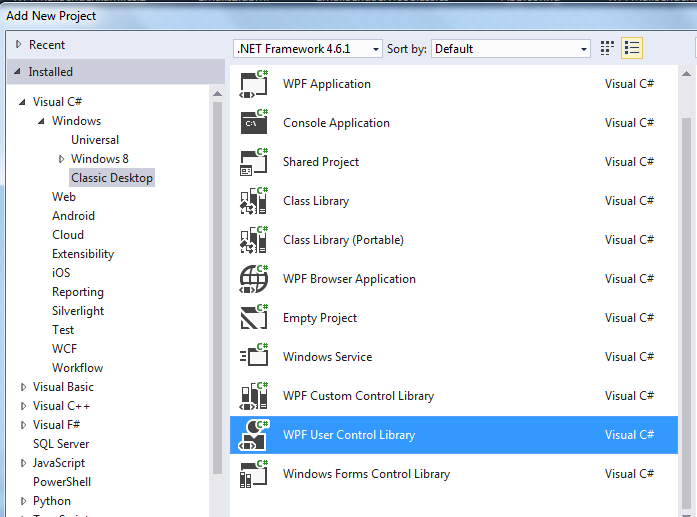 Add New Project
Recent
.NET Framework 4.6.1
Sort by:
Default
Installed
Visual C#
Windows
Universal
Windows 8
Classic Desktop
Web
Android
Cloud
Extensibility
iOS
Reporting
Silverlight
Test
WCF
Workflow
Visual Basic
Visual C++
Visual F#
SQL Server
JavaScript
PowerShell
Python
WPF Application Visual C#
Console Application Visual C#
Shared Project Visual C#
Class Library Visual C#
Class Library (Portable) Visual C#
WPF Browser Application Visual C#
Empty Project Visual C#
Windows Service Visual C#
WPF Custom Control Library Visual C#
WPF User Control Library Visual C#
Windows Forms Control Library Visual C#